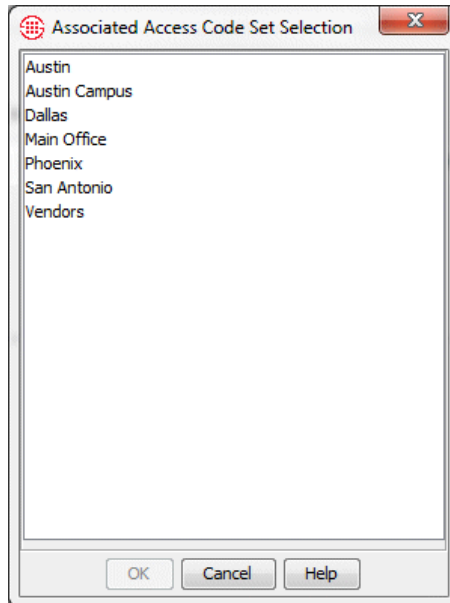 Associated Access Code Set Selection
Austin
Austin Campus
Dallas
Main Office
Phoenix
San Antonio
Vendors
OK Cancel Help